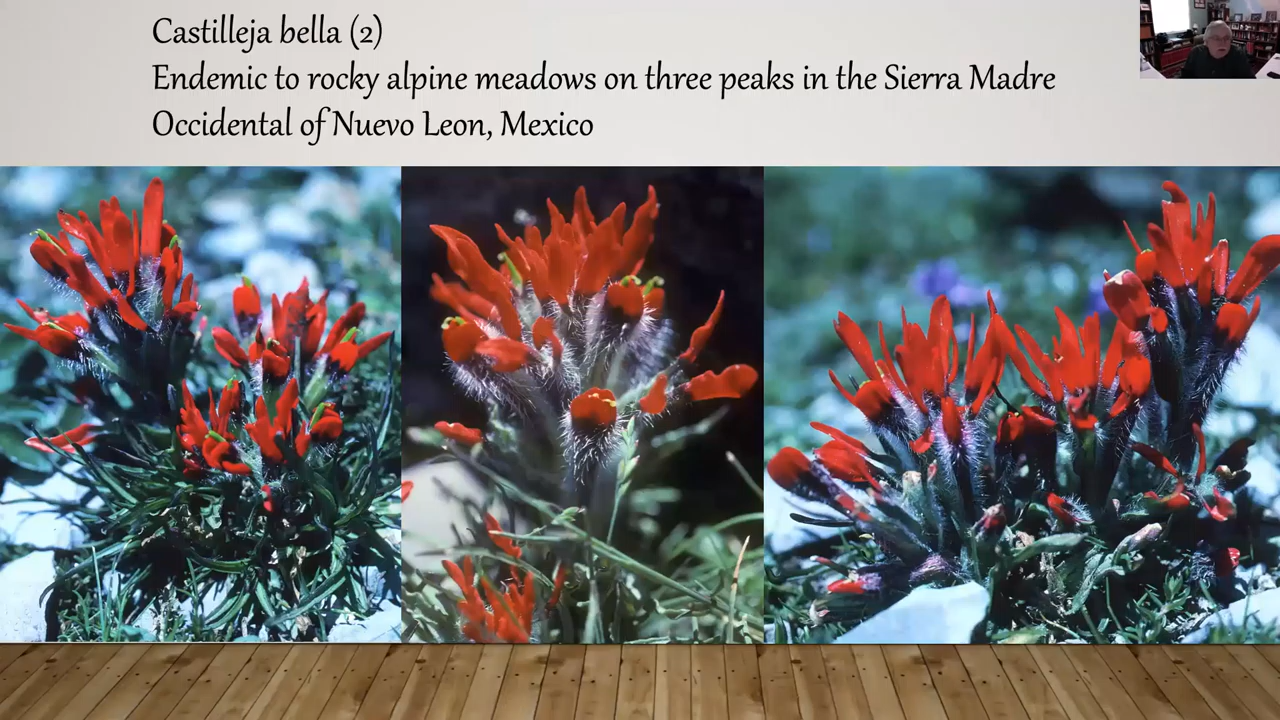 Castilleja bella (2)
Endemic to rocky alpine meadows on three peaks in the Sierra Madre
Occidental of Nuevo Leon, Mexico